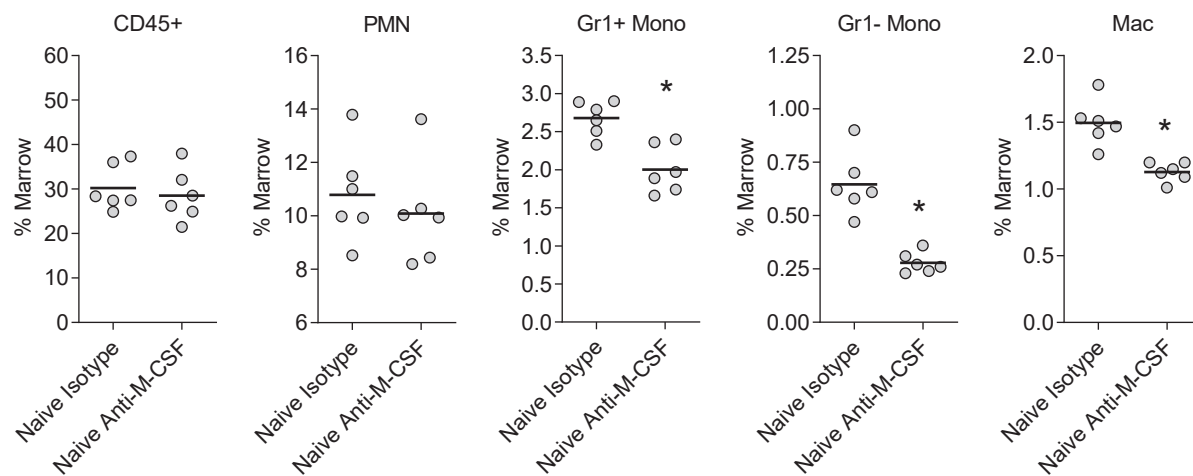 CD45+
% Marrow
60
50
40
30
20
10
0
Naive Isotype
Naive Anti-M-CSF
PMN
% Marrow
16
14
12
10
8
6
Naive Isotype
Naive Anti-M-CSF
Gr1+ Mono
% Marrow
3.5
3.0
2.5
2.0
1.5
1.0
0.5
0.0
*
Naive Isotype
Naive Anti-M-CSF
Gr1- Mono
% Marrow
1.25
1.00
0.75
0.50
0.25
0.00
*
Naive Isotype
Naive Anti-M-CSF
Mac
% Marrow
2.0
1.5
1.0
0.5
0.0
*
Naive Isotype
Naive Anti-M-CSF